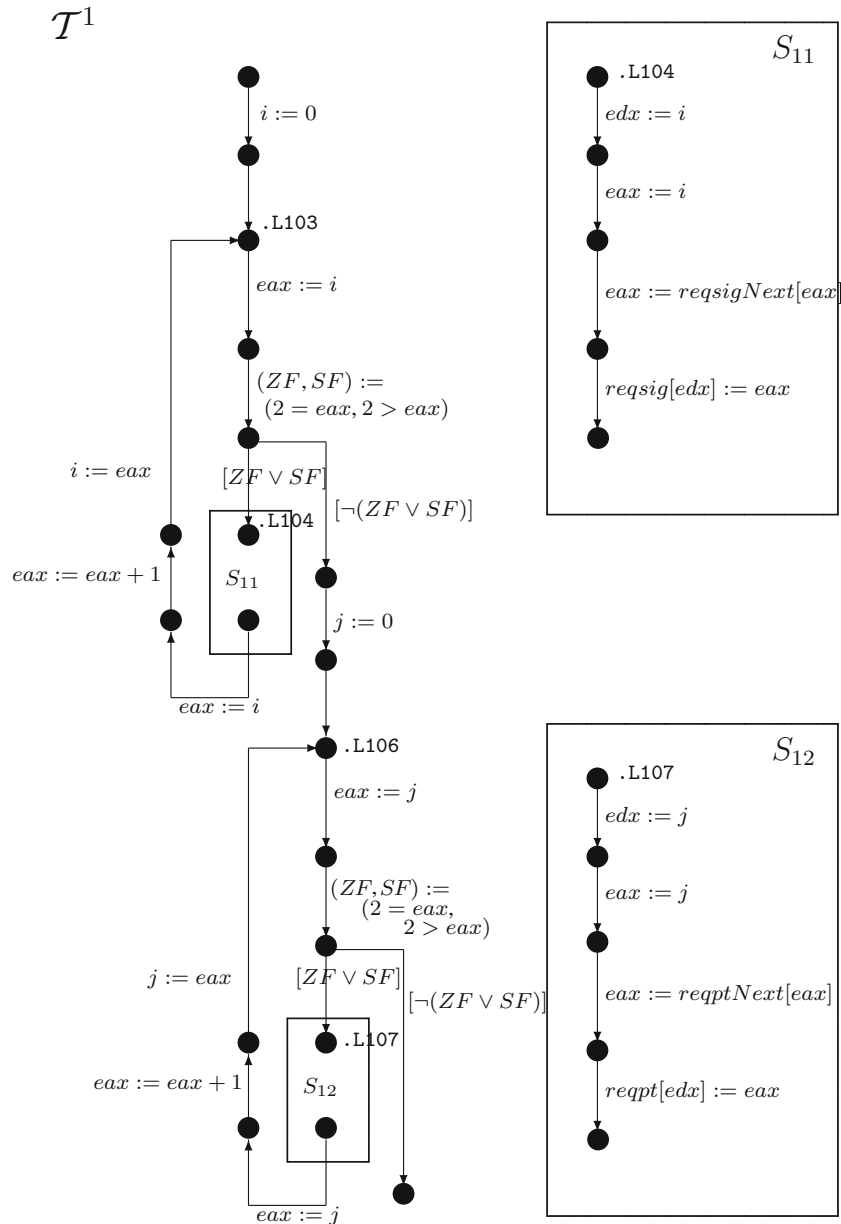 𝒯¹
i := 0
.L103
eax := i
(ZF, SF) :=
(2 = eax, 2 > eax)
i := eax
[ZF ∨ SF]
[¬(ZF ∨ SF)]
.L104
eax := eax + 1
S₁₁
j := 0
eax := i
.L106
eax := j
(ZF, SF) :=
(2 = eax,
2 > eax)
j := eax
[ZF ∨ SF]
[¬(ZF ∨ SF)]
.L107
eax := eax + 1
S₁₂
eax := j
S₁₁
.L104
edx := i
eax := i
eax := reqsigNext[eax]
reqsig[edx] := eax
S₁₂
.L107
edx := j
eax := j
eax := reqptNext[eax]
reqpt[edx] := eax